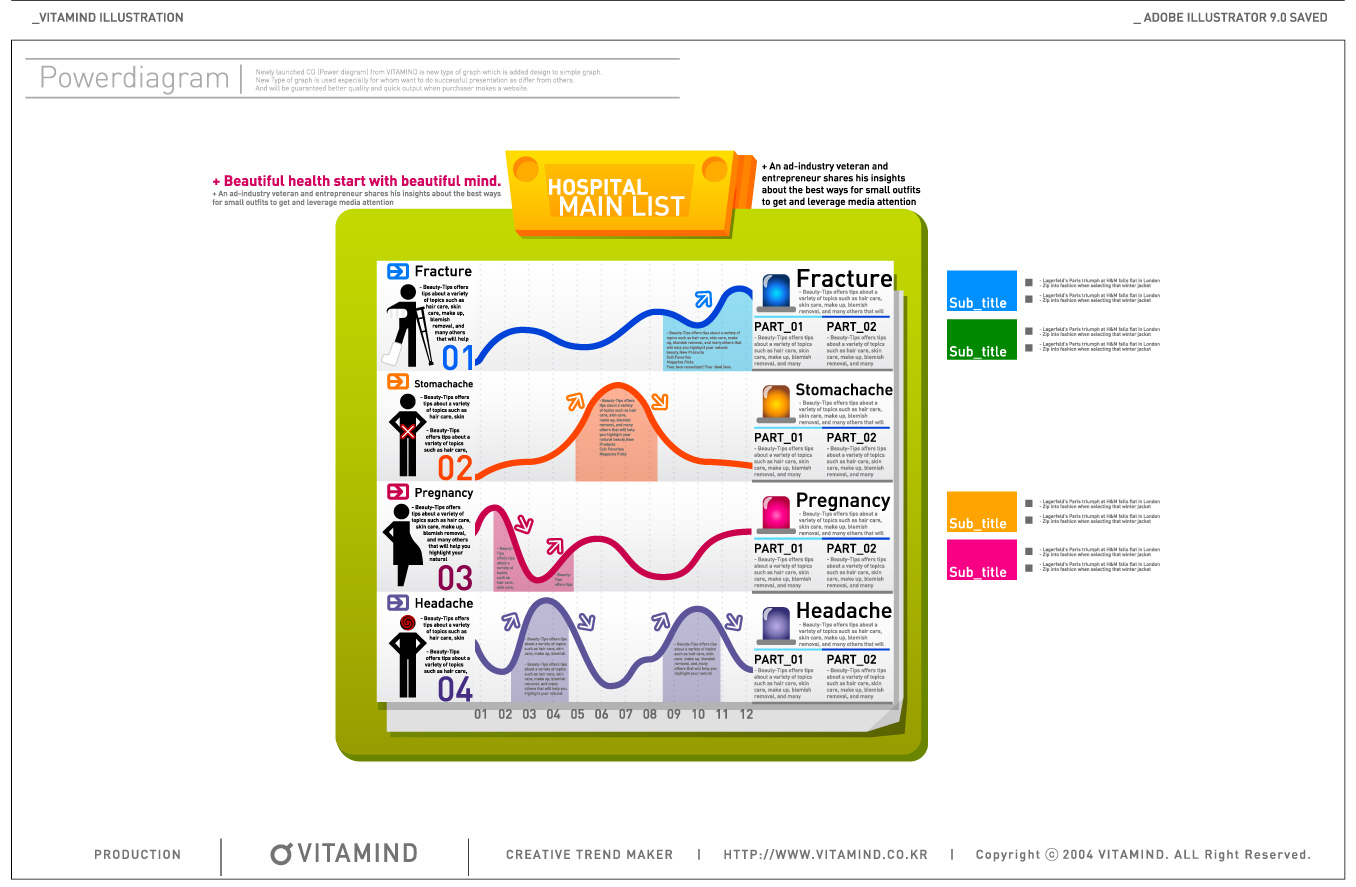 _VITAMIND ILLUSTRATION
_ ADOBE ILLUSTRATOR 9.0 SAVED
Powerdiagram
Newly launched CD (Power diagram) from VITAMIND is new type of graph which is added design to simple graph.
New Type of graph is used especially for whom want to do successful presentation as differ from others.
And will be guaranteed better quality and quick output when purchaser makes a website.
+ Beautiful health start with beautiful mind.
+ An ad-industry veteran and entrepreneur shares his insights about the best ways
for small outfits to get and leverage media attention
HOSPITAL
MAIN LIST
+ An ad-industry veteran and
entrepreneur shares his insights
about the best ways for small outfits
to get and leverage media attention
Fracture
- Beauty-Tips offers
tips about a variety
of topics such as
hair care, skin
care, make up,
blemish
removal, and
many others
that will help
01
- Beauty-Tips offers tips about a variety of
topics such as hair care, skin care, make
up, blemish removal, and many others that
will help you highlight your natural
beauty.New Products
Cult Favorites
Magazine Picks
Fracture
- Beauty-Tips offers tips about a
variety of topics such as hair care,
skin care, make up, blemish
removal, and many others that will
PART_01
- Beauty-Tips offers tips
about a variety of topics
such as hair care, skin
care, make up, blemish
PART_02
- Beauty-Tips offers tips
about a variety of topics
such as hair care, skin
care, make up, blemish
Stomachache
- Beauty-Tips offers
tips about a variety
of topics such as
hair care, skin
- Beauty-Tips
offers tips about a
variety of topics
such as hair care,
02
- Beauty-Tips offers
tips about a variety
of topics such as hair
care, skin care,
make up, blemish
removal, and many
others that will help
you highlight your
natural beauty.New
Products
Cult Favorites
Magazine Picks
Stomachache
- Beauty-Tips offers tips about a
variety of topics such as hair care,
skin care, make up, blemish
removal, and many others that will
PART_01
- Beauty-Tips offers tips
about a variety of topics
such as hair care, skin
care, make up, blemish
removal, and many
PART_02
- Beauty-Tips offers tips
about a variety of topics
such as hair care, skin
care, make up, blemish
removal, and many
Pregnancy
- Beauty-Tips offers
tips about a variety of
topics such as hair care,
skin care, make up,
blemish removal,
and many others
that will help you
highlight your
natural
03
- Beauty-
Tips
offers tips
about a
variety of
topics
such as
hair care,
skin care,
- Beauty-
Tips
offers tips
Pregnancy
- Beauty-Tips offers tips about a
variety of topics such as hair care,
skin care, make up, blemish
removal, and many others that will
PART_01
- Beauty-Tips offers tips
about a variety of topics
such as hair care, skin
care, make up, blemish
removal, and many
PART_02
- Beauty-Tips offers tips
about a variety of topics
such as hair care, skin
care, make up, blemish
removal, and many
Headache
- Beauty-Tips offers
tips about a variety
of topics such as
hair care, skin
- Beauty-Tips
offers tips about a
variety of topics
such as hair care,
04
- Beauty-Tips offers tips
about a variety of topics
such as hair care, skin
care, make up, blemish
- Beauty-Tips offers tips
about a variety of topics
such as hair care, skin
care, make up, blemish
removal, and many
others that will help you
highlight your natural
- Beauty-Tips offers tips
about a variety of topics
such as hair care, skin
care, make up, blemish
removal, and many
others that will help you
highlight your natural
Headache
- Beauty-Tips offers tips about a
variety of topics such as hair care,
skin care, make up, blemish
removal, and many others that will
PART_01
- Beauty-Tips offers tips
about a variety of topics
such as hair care, skin
care, make up, blemish
removal, and many
PART_02
- Beauty-Tips offers tips
about a variety of topics
such as hair care, skin
care, make up, blemish
removal, and many
01 02 03 04 05 06 07 08 09 10 11 12
Sub_title
- Lagerfeld's Paris triumph at H&M falls flat in London
- Zip into fashion when selecting that winter jacket
- Lagerfeld's Paris triumph at H&M falls flat in London
- Zip into fashion when selecting that winter jacket
Sub_title
- Lagerfeld's Paris triumph at H&M falls flat in London
- Zip into fashion when selecting that winter jacket
- Lagerfeld's Paris triumph at H&M falls flat in London
- Zip into fashion when selecting that winter jacket
Sub_title
- Lagerfeld's Paris triumph at H&M falls flat in London
- Zip into fashion when selecting that winter jacket
- Lagerfeld's Paris triumph at H&M falls flat in London
- Zip into fashion when selecting that winter jacket
Sub_title
- Lagerfeld's Paris triumph at H&M falls flat in London
- Zip into fashion when selecting that winter jacket
- Lagerfeld's Paris triumph at H&M falls flat in London
- Zip into fashion when selecting that winter jacket
PRODUCTION
VITAMIND
CREATIVE TREND MAKER | HTTP://WWW.VITAMIND.CO.KR | Copyright ⓒ 2004 VITAMIND. ALL Right Reserved.